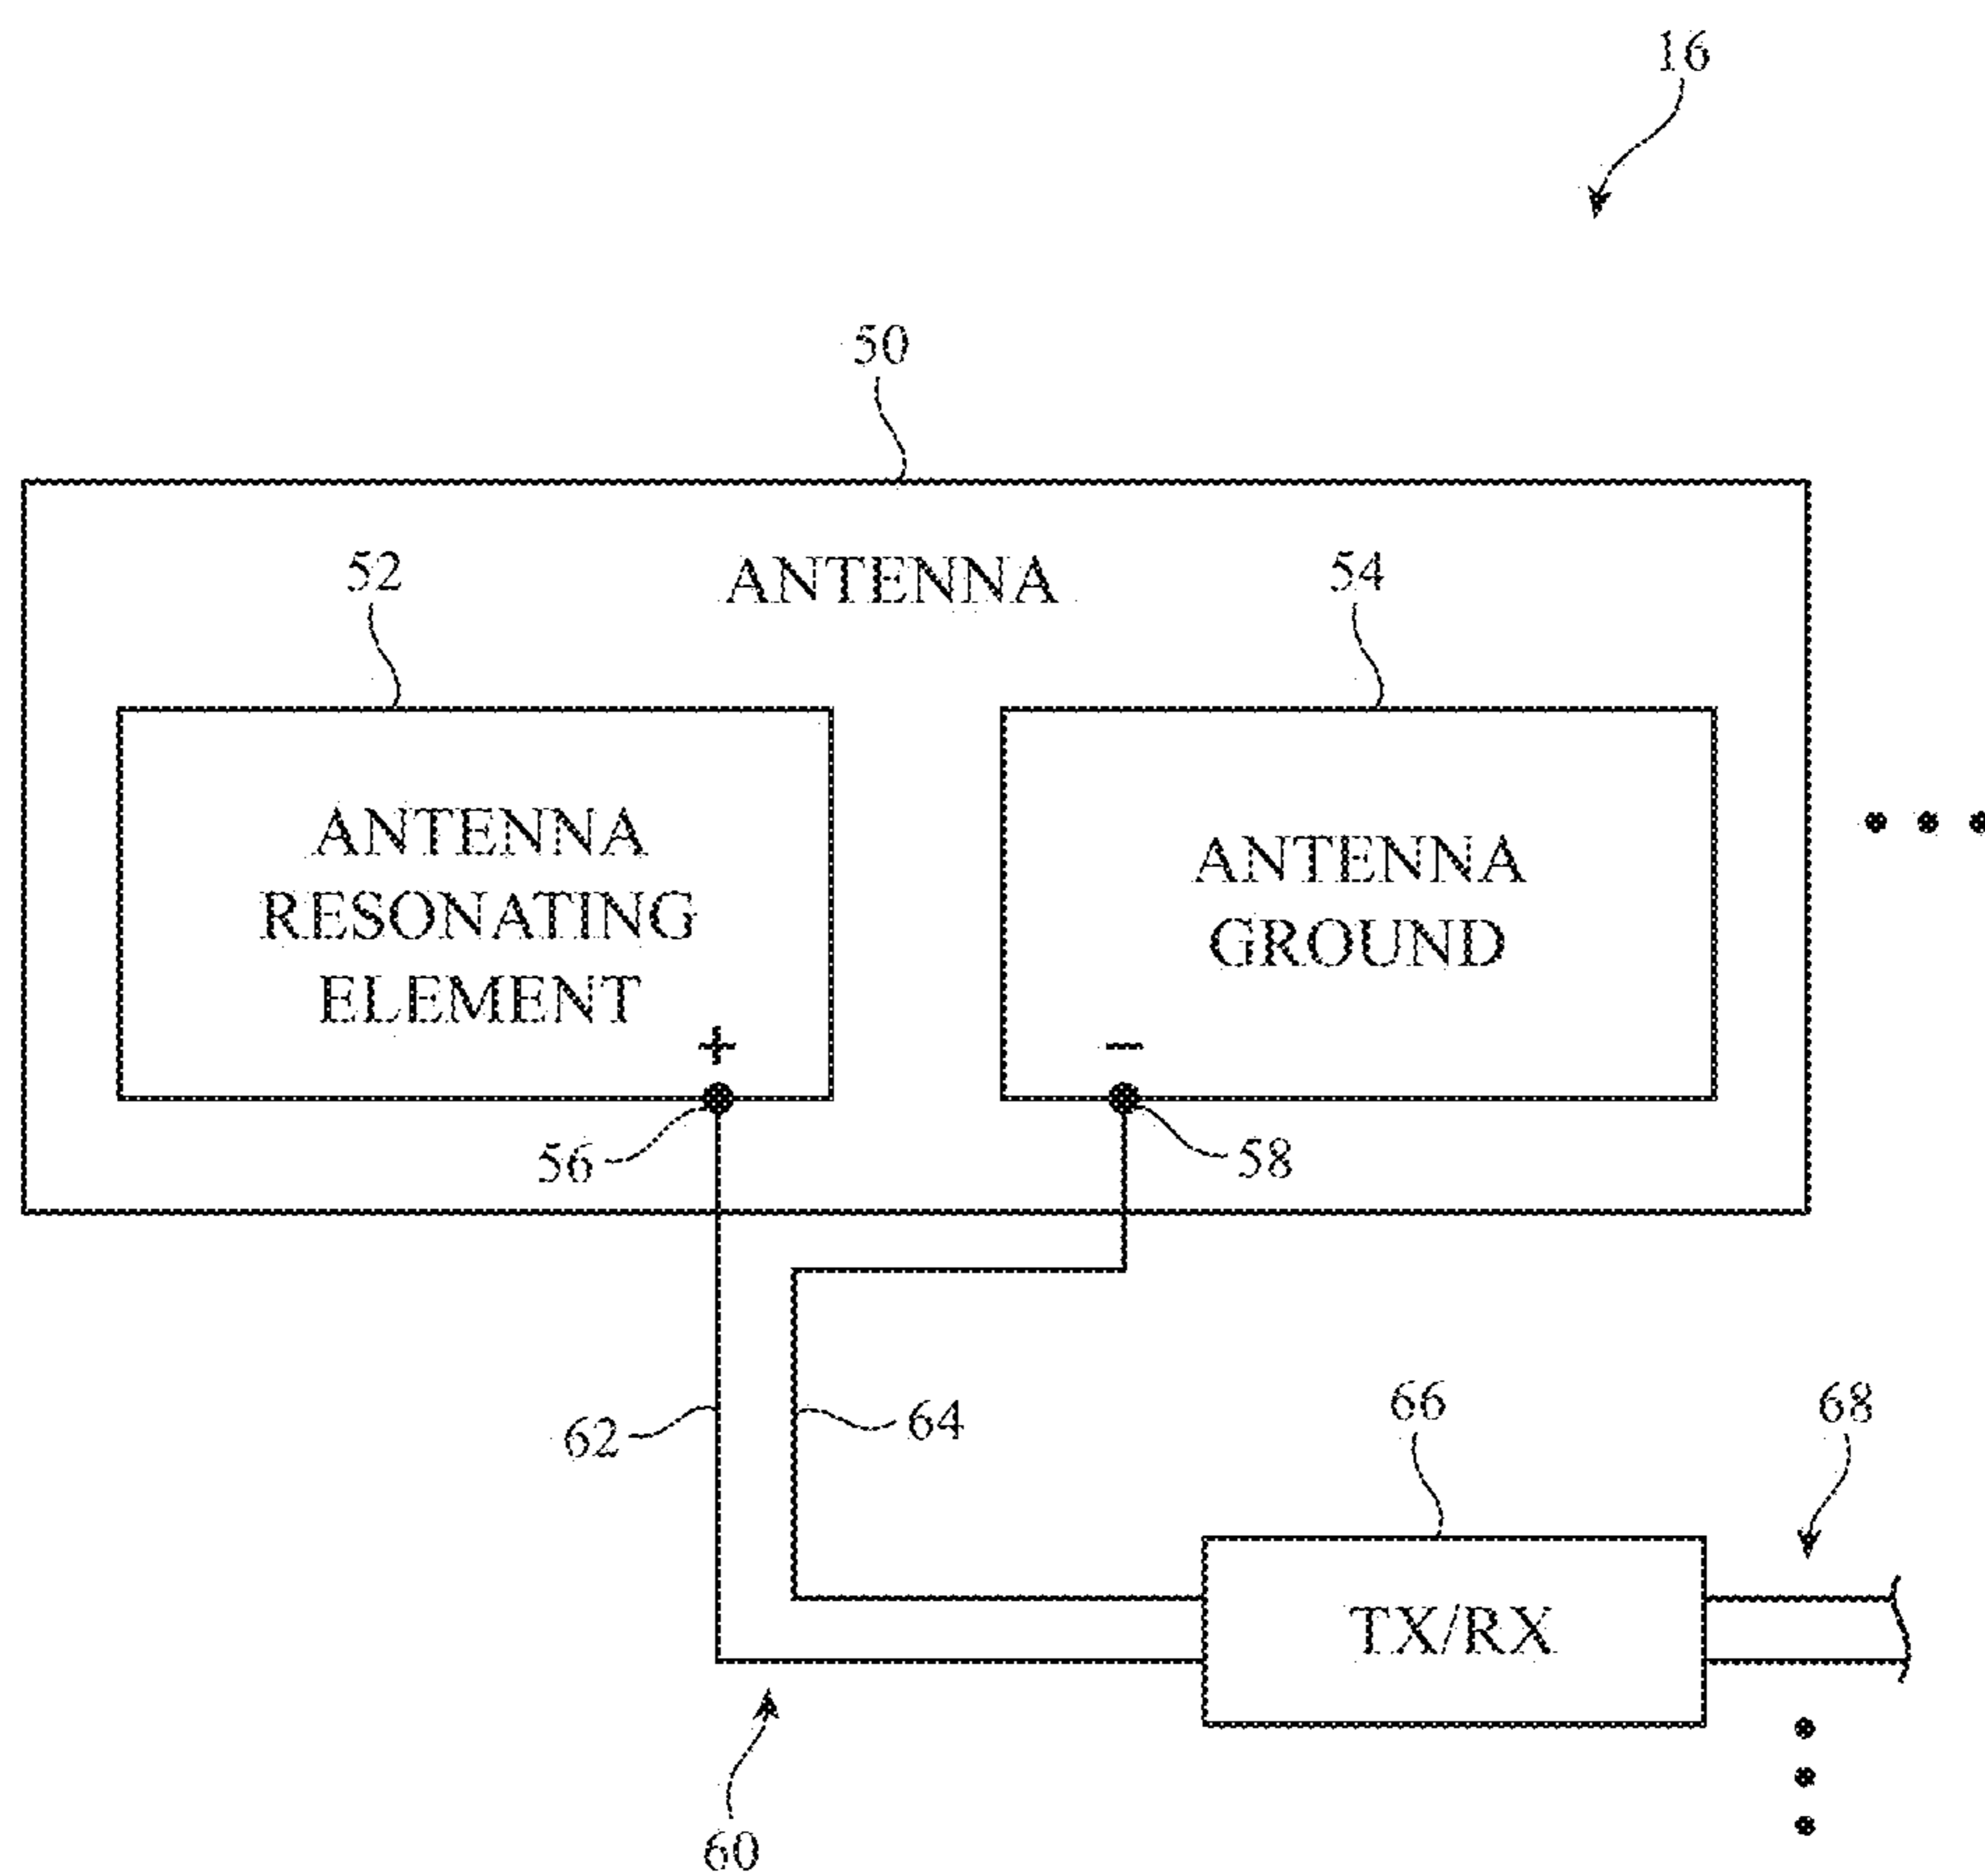 16
50
52
ANTENNA
54
ANTENNA
RESONATING
ELEMENT
+
ANTENNA
GROUND
−
56
58
62
64
66
68
TX/RX
60